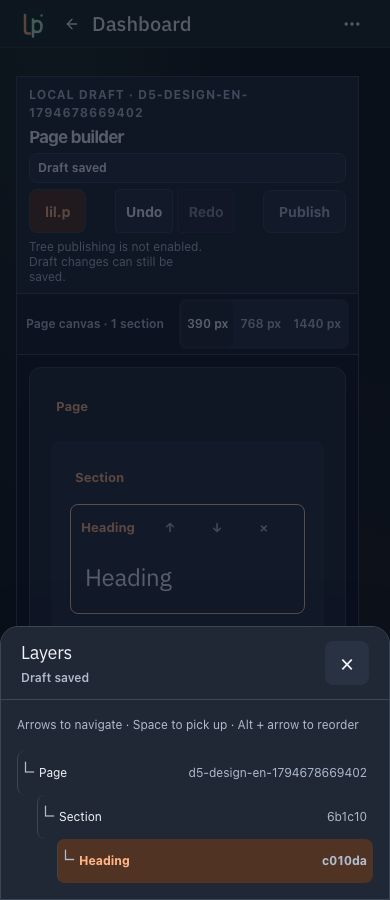 lp
← Dashboard ···
LOCAL DRAFT · D5-DESIGN-EN-
1794678669402
Page builder
Draft saved
lil.p Undo Redo Publish
Tree publishing is not enabled.
Draft changes can still be
saved.
Page canvas · 1 section 390 px 768 px 1440 px
Page
Section
Heading ↑ ↓ ×
Heading
Layers
Draft saved
×
Arrows to navigate · Space to pick up · Alt + arrow to reorder
Page d5-design-en-1794678669402
Section 6b1c10
Heading c010da